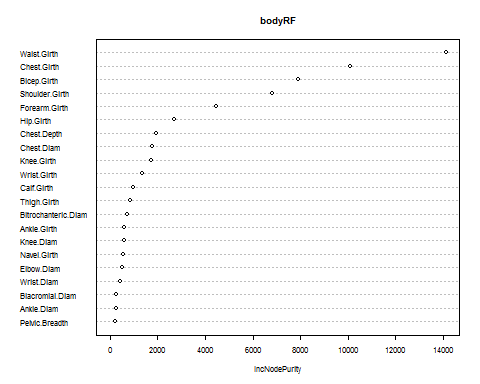 bodyRF
Waist.Girth
Chest.Girth
Bicep.Girth
Shoulder.Girth
Forearm.Girth
Hip.Girth
Chest.Depth
Chest.Diam
Knee.Girth
Wrist.Girth
Calf.Girth
Thigh.Girth
Bitrochanteric.Diam
Ankle.Girth
Knee.Diam
Navel.Girth
Elbow.Diam
Wrist.Diam
Biacromial.Diam
Ankle.Diam
Pelvic.Breadth
0 2000 4000 6000 8000 10000 12000 14000
IncNodePurity